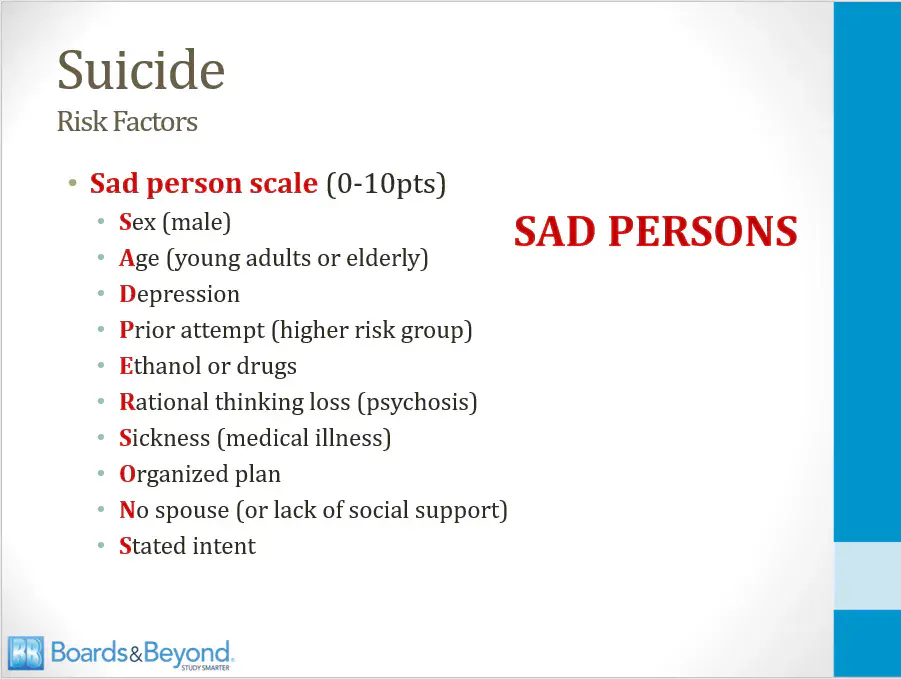 Suicide
Risk Factors
• Sad person scale (0-10pts)
• Sex (male)
SAD PERSONS
• Age (young adults or elderly)
• Depression
• Prior attempt (higher risk group)
• Ethanol or drugs
• Rational thinking loss (psychosis)
• Sickness (medical illness)
• Organized plan
• No spouse (or lack of social support)
• Stated intent
BB Boards&Beyond.
STUDY SMARTER